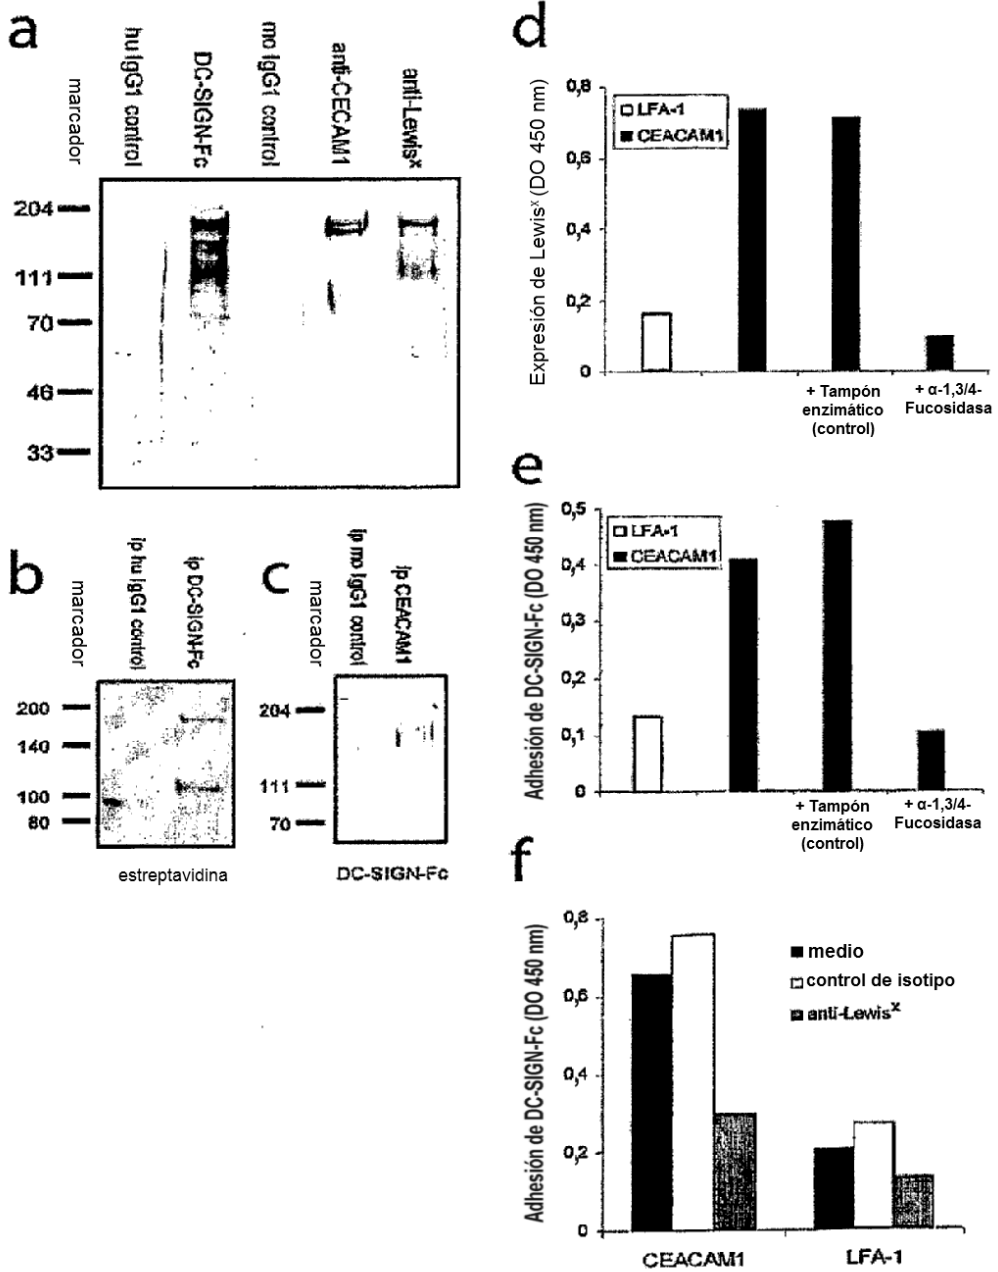 a
marcador
hu IgG1 control
DC-SIGN-Fc
mo IgG1 control
anti-CECAM1
anti-Lewisx
204
111
70
46
33
b
marcador
ip hu IgG1 control
ip DC-SIGN-Fc
200
140
100
80
estreptavidina
c
marcador
ip mo IgG1 control
ip CEACAM1
204
111
70
DC-SIGN-Fc
d
Expresión de Lewisx (DO 450 nm)
0,8
0,6
0,4
0,2
0
LFA-1
CEACAM1
+ Tampón
enzimático
(control)
+ α-1,3/4-
Fucosidasa
e
Adhesión de DC-SIGN-Fc (DO 450 nm)
0,5
0,4
0,3
0,2
0,1
0
LFA-1
CEACAM1
+ Tampón
enzimático
(control)
+ α-1,3/4-
Fucosidasa
f
Adhesión de DC-SIGN-Fc (DO 450 nm)
0,8
0,6
0,4
0,2
0
medio
control de isotipo
anti-Lewisx
CEACAM1
LFA-1